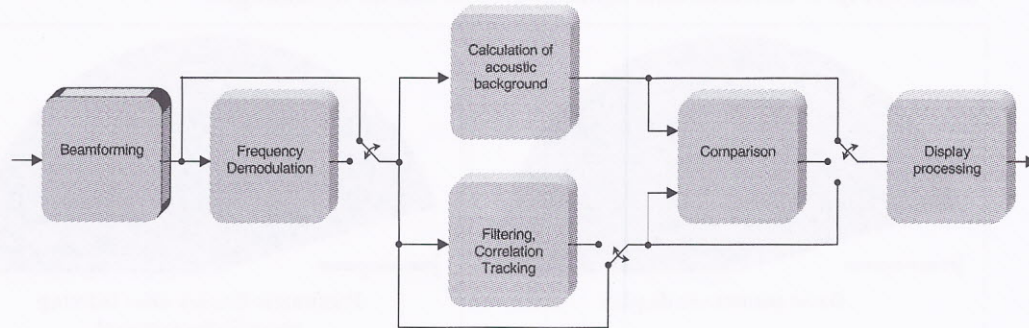 Calculation of
acoustic
background
Beamforming
Frequency
Demodulation
Comparison
Display
processing
Filtering,
Correlation
Tracking